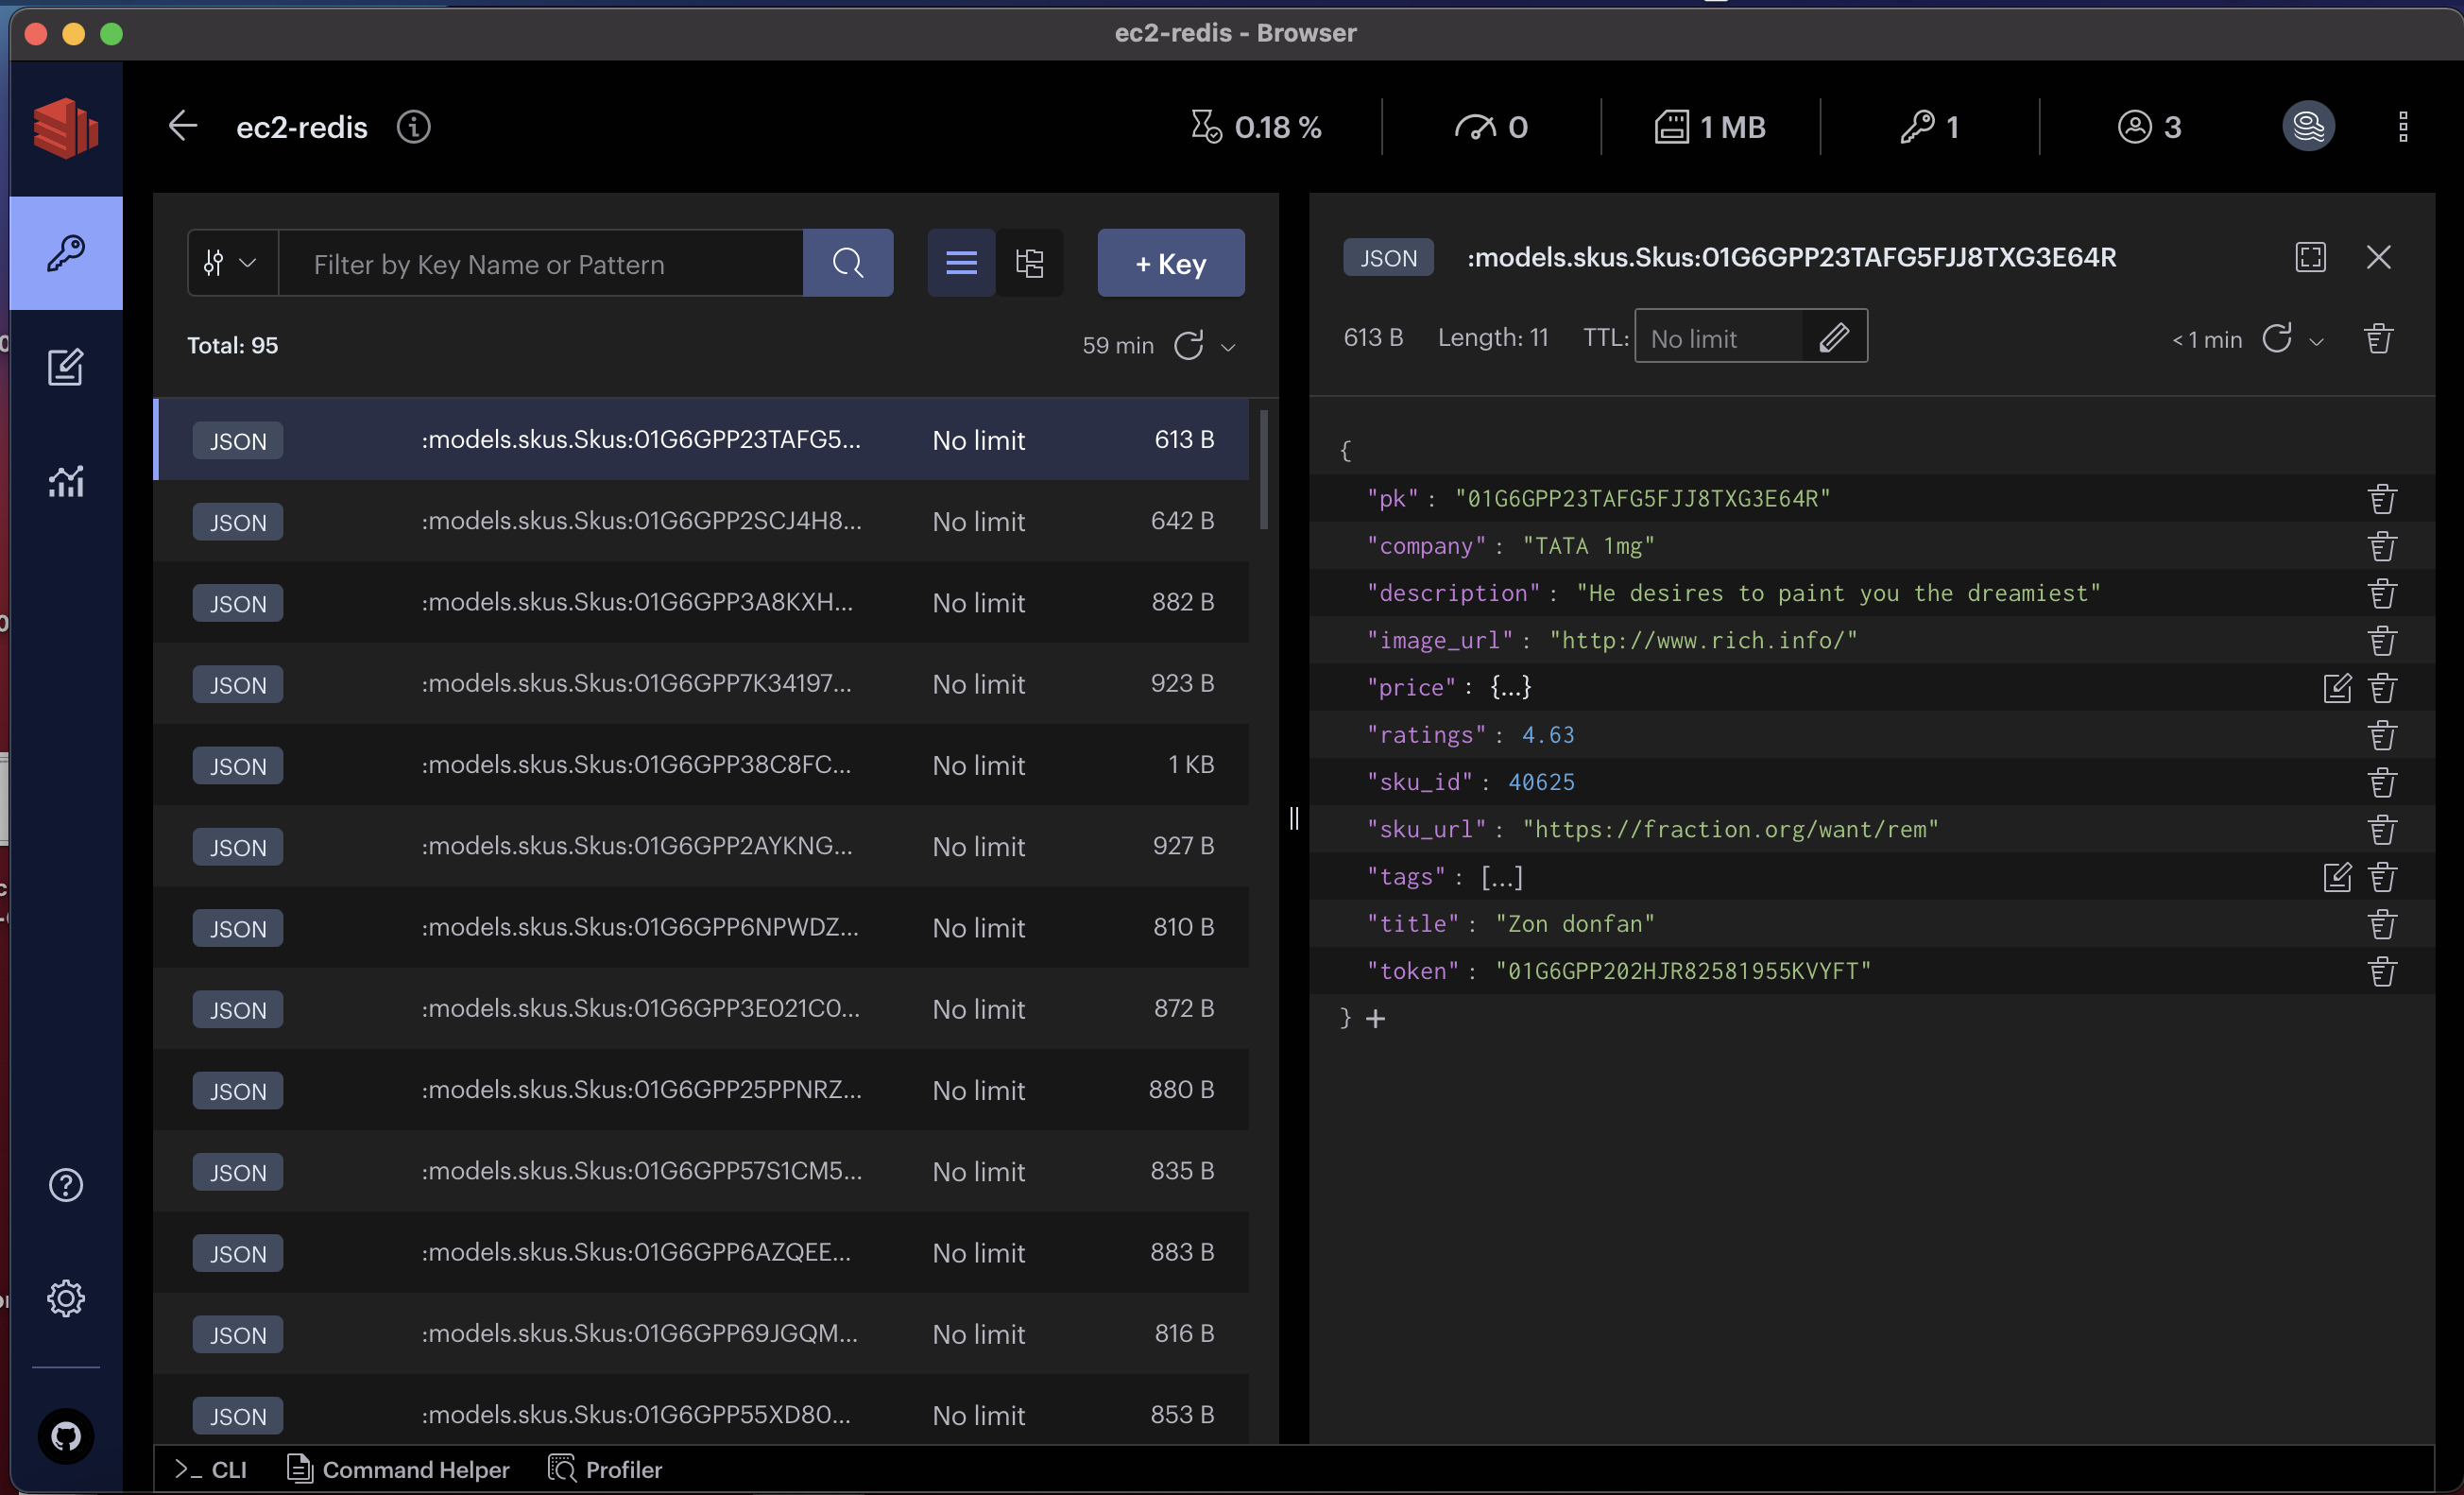 ec2-redis - Browser
ec2-redis
0.18 %
0
1 MB
1
3
Filter by Key Name or Pattern
+ Key
Total: 95
59 min
JSON :models.skus.Skus:01G6GPP23TAFG5... No limit 613 B
JSON :models.skus.Skus:01G6GPP2SCJ4H8... No limit 642 B
JSON :models.skus.Skus:01G6GPP3A8KXH... No limit 882 B
JSON :models.skus.Skus:01G6GPP7K34197... No limit 923 B
JSON :models.skus.Skus:01G6GPP38C8FC... No limit 1 KB
JSON :models.skus.Skus:01G6GPP2AYKNG... No limit 927 B
JSON :models.skus.Skus:01G6GPP6NPWDZ... No limit 810 B
JSON :models.skus.Skus:01G6GPP3E021C0... No limit 872 B
JSON :models.skus.Skus:01G6GPP25PPNRZ... No limit 880 B
JSON :models.skus.Skus:01G6GPP57S1CM5... No limit 835 B
JSON :models.skus.Skus:01G6GPP6AZQEE... No limit 883 B
JSON :models.skus.Skus:01G6GPP69JGQM... No limit 816 B
JSON :models.skus.Skus:01G6GPP55XD80... No limit 853 B
JSON :models.skus.Skus:01G6GPP23TAFG5FJJ8TXG3E64R
613 B Length: 11 TTL: No limit < 1 min
{
"pk" : "01G6GPP23TAFG5FJJ8TXG3E64R"
"company" : "TATA 1mg"
"description" : "He desires to paint you the dreamiest"
"image_url" : "http://www.rich.info/"
"price" : {...}
"ratings" : 4.63
"sku_id" : 40625
"sku_url" : "https://fraction.org/want/rem"
"tags" : [...]
"title" : "Zon donfan"
"token" : "01G6GPP202HJR82581955KVYFT"
} +
>_ CLI Command Helper Profiler